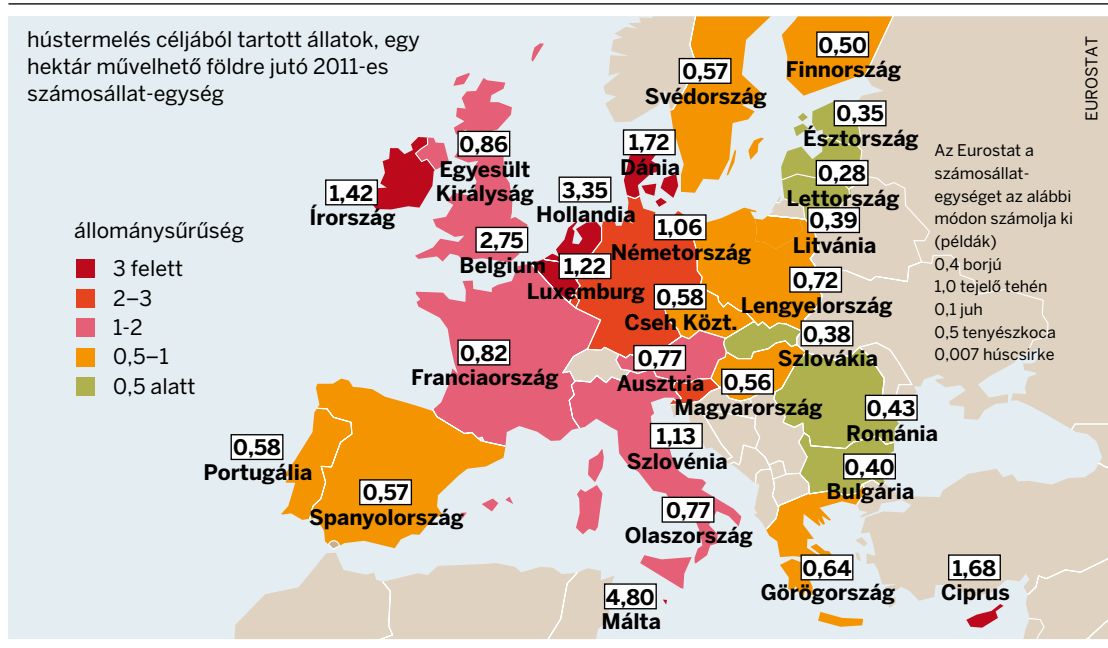 hústermelés céljából tartott állatok, egy
hektár művelhető földre jutó 2011-es
számosállat-egység
EUROSTAT
állománysűrűség
3 felett
2–3
1-2
0,5–1
0,5 alatt
0,50
Finnország
0,57
Svédország
0,35
Észtország
0,28
Lettország
0,39
Litvánia
1,72
Dánia
0,86
Egyesült
Királyság
1,42
Írország
3,35
Hollandia
2,75
Belgium
1,22
Luxemburg
1,06
Németország
0,72
Lengyelország
0,58
Cseh Közt.
0,38
Szlovákia
0,82
Franciaország
0,77
Ausztria
0,56
Magyarország
0,43
Románia
1,13
Szlovénia
0,40
Bulgária
0,58
Portugália
0,57
Spanyolország
0,77
Olaszország
0,64
Görögország
1,68
Ciprus
4,80
Málta
Az Eurostat a
számosállat-
egységet az alábbi
módon számolja ki
(példák)
0,4 borjú
1,0 tejelő tehén
0,1 juh
0,5 tenyészkoca
0,007 húscsirke